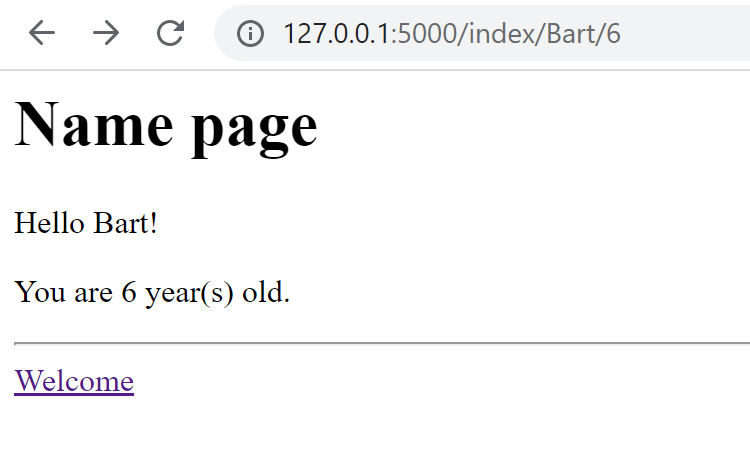 127.0.0.1:5000/index/Bart/6
Name page
Hello Bart!
You are 6 year(s) old.
Welcome